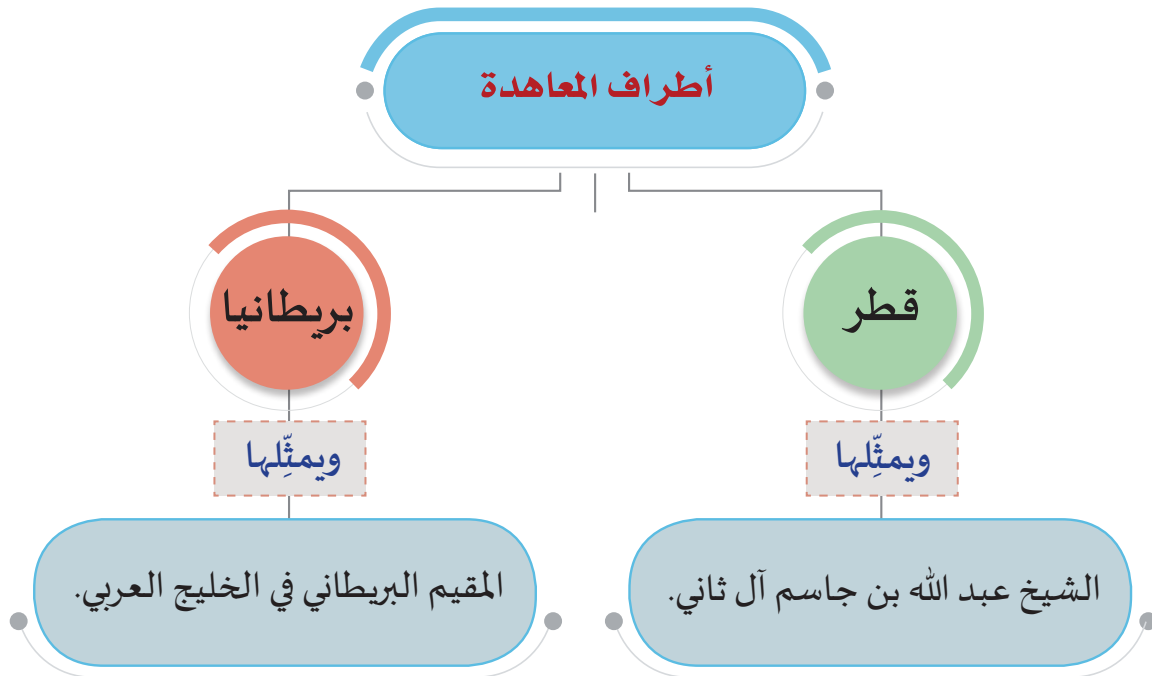 أطراف المعاهدة
قطر
بريطانيا
ويمثِّلها
ويمثِّلها
الشيخ عبد الله بن جاسم آل ثاني.
المقيم البريطاني في الخليج العربي.